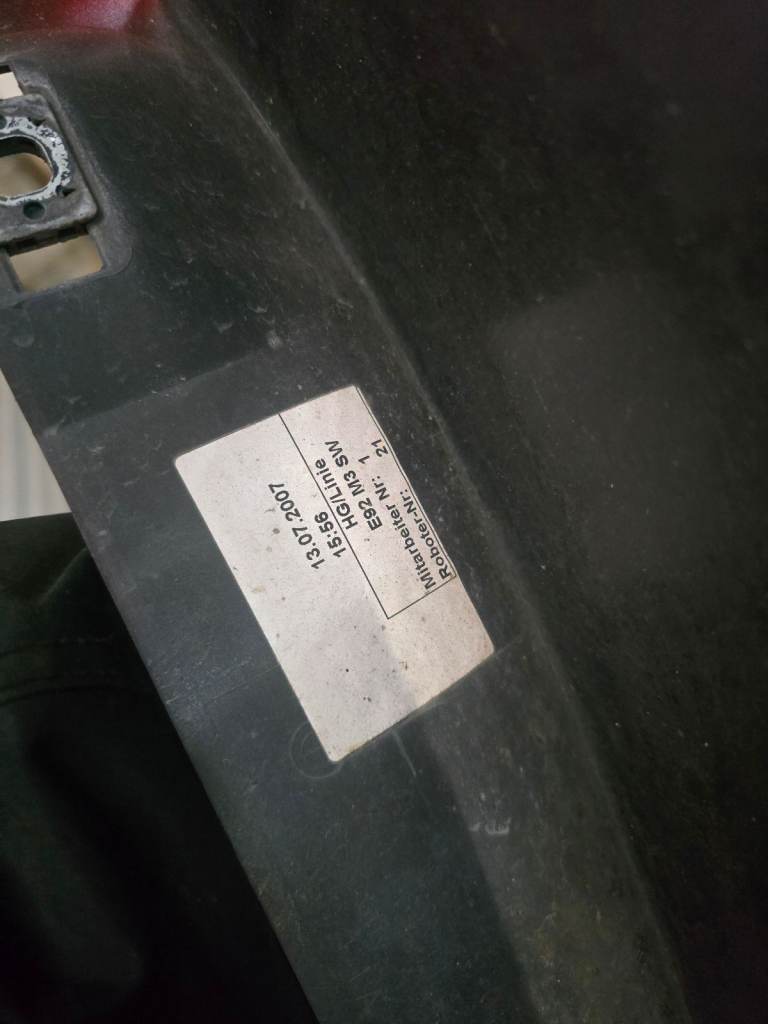 13.07.2007
15:56
HG/Linie
E92 M3 SW
Mitarbeiter Nr: 1
Roboter-Nr: 21